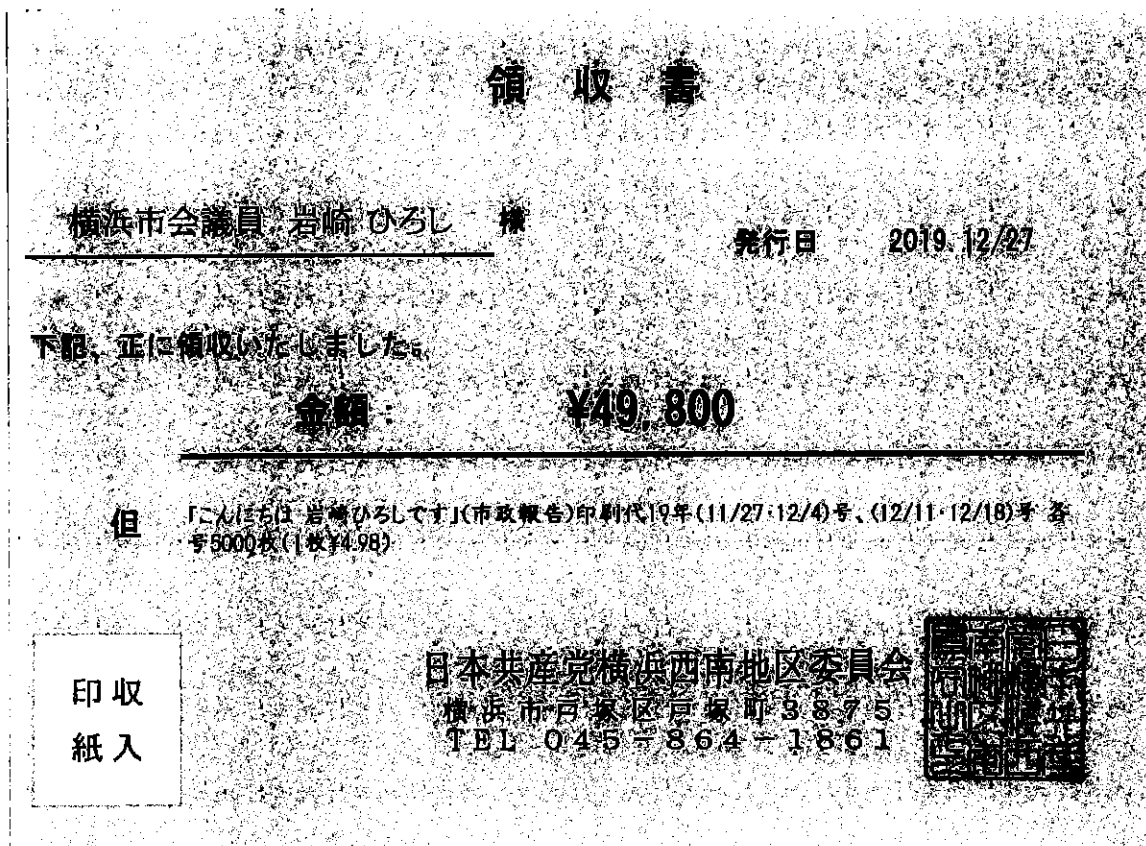 領 収 書
横浜市会議員 岩崎 ひろし 様
発行日 2019.12/27
下記、正に領収いたしました。
金額： ¥49,800
但 「こんにちは 岩崎ひろしです」(市政報告)印刷代19年(11/27・12/4)号、(12/11・12/18)号 各
号5000枚(1枚¥4.98)
日本共産党横浜西南地区委員会
横浜市戸塚区戸塚町3875
TEL 045－864－1861
印 収
紙 入